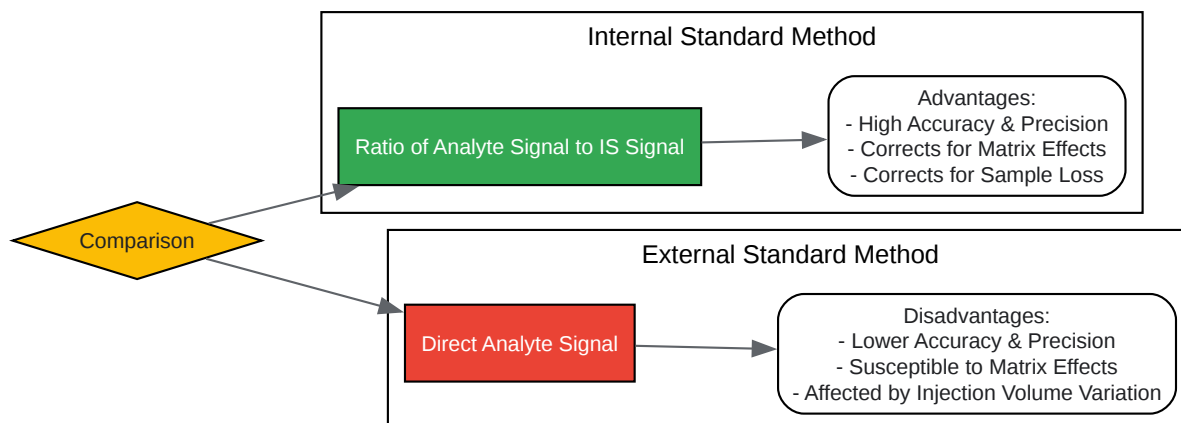 Internal Standard Method
Ratio of Analyte Signal to IS Signal
Advantages:
- High Accuracy & Precision
- Corrects for Matrix Effects
- Corrects for Sample Loss
Comparison
External Standard Method
Direct Analyte Signal
Disadvantages:
- Lower Accuracy & Precision
- Susceptible to Matrix Effects
- Affected by Injection Volume Variation